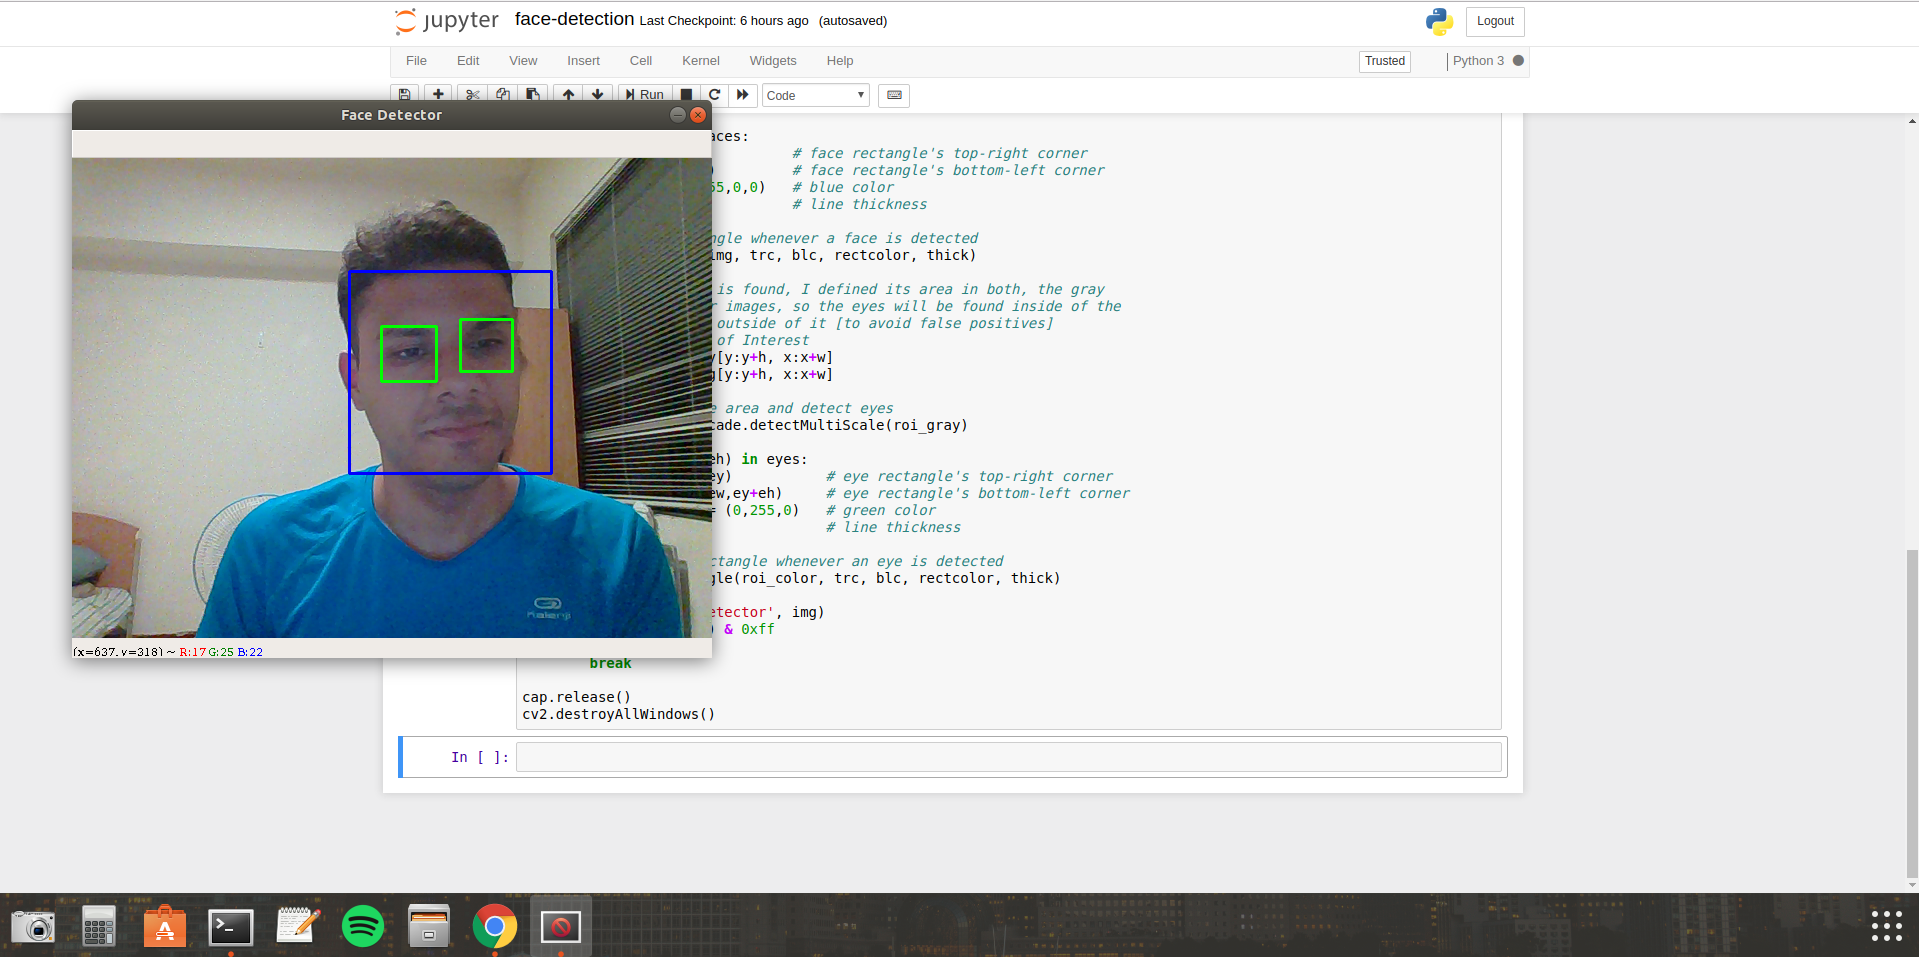 jupyter face-detection Last Checkpoint: 6 hours ago (autosaved)
Logout
File Edit View Insert Cell Kernel Widgets Help
Trusted
Python 3
Run
Code
Face Detector
aces:
# face rectangle's top-right corner
) # face rectangle's bottom-left corner
55,0,0) # blue color
# line thickness
ngle whenever a face is detected
img, trc, blc, rectcolor, thick)
is found, I defined its area in both, the gray
r images, so the eyes will be found inside of the
outside of it [to avoid false positives]
of Interest
y[y:y+h, x:x+w]
g[y:y+h, x:x+w]
e area and detect eyes
cade.detectMultiScale(roi_gray)
eh) in eyes:
ey) # eye rectangle's top-right corner
ew,ey+eh) # eye rectangle's bottom-left corner
= (0,255,0) # green color
# line thickness
ctangle whenever an eye is detected
gle(roi_color, trc, blc, rectcolor, thick)
etector', img)
) & 0xff
break
cap.release()
cv2.destroyAllWindows()
kalenji
(x=637, y=318) ~ R:17 G:25 B:22
In [ ]: